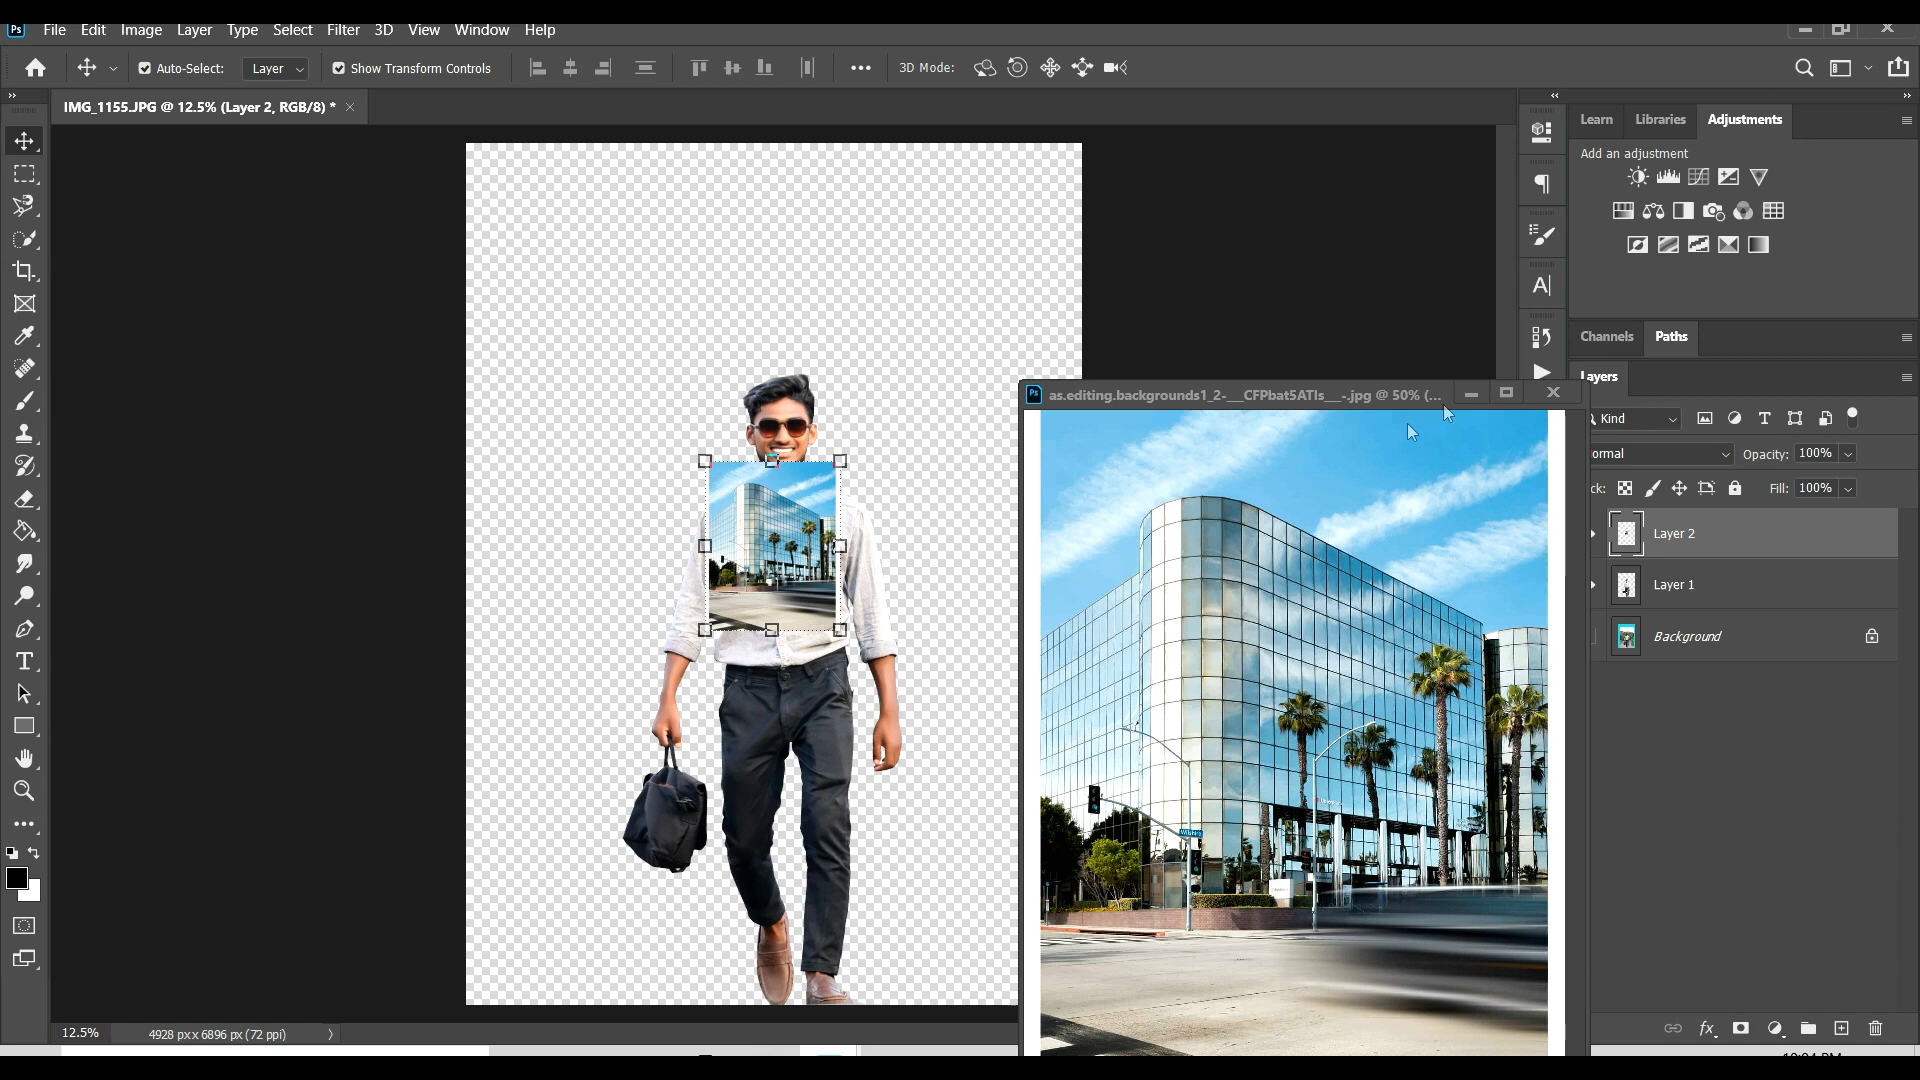 Ps File Edit Image Layer Type Select Filter 3D View Window Help
Auto-Select: Layer Show Transform Controls 3D Mode:
IMG_1155.JPG @ 12.5% (Layer 2, RGB/8) *
Learn Libraries Adjustments
Add an adjustment
Channels Paths
Layers
Ps as.editing.backgrounds1_2-___CFPbat5ATIs___-.jpg @ 50% (...
Kind
ormal Opacity: 100%
ck: Fill: 100%
Layer 2
Layer 1
Background
12.5% 4928 px x 6896 px (72 ppi)